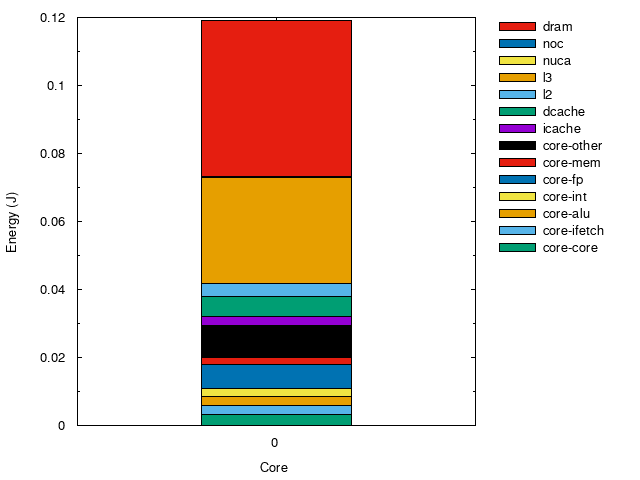 0.12
0.1
0.08
0.06
0.04
0.02
0
Energy (J)
0
Core
dram
noc
nuca
l3
l2
dcache
icache
core-other
core-mem
core-fp
core-int
core-alu
core-ifetch
core-core